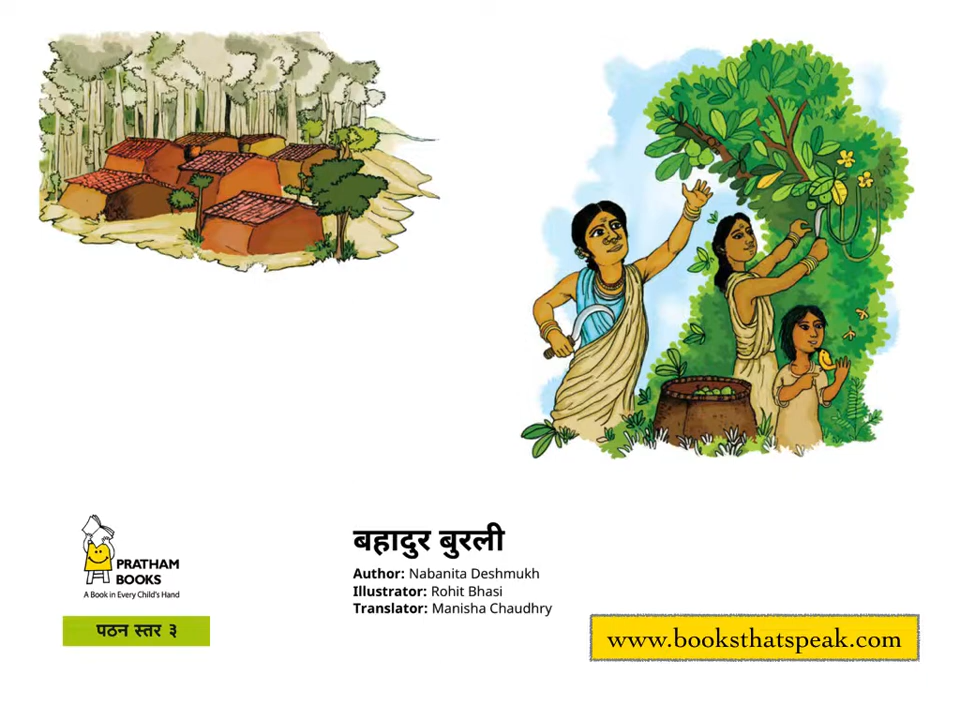 बहादुर बुरली
Author: Nabanita Deshmukh
Illustrator: Rohit Bhasi
Translator: Manisha Chaudhry
PRATHAM
BOOKS
A Book in Every Child's Hand
पठन स्तर ३
www.booksthatspeak.com